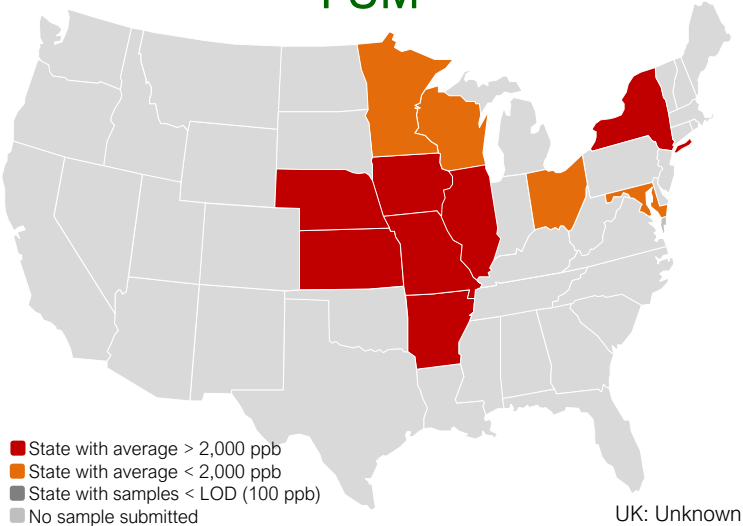 FUM
State with average > 2,000 ppb
State with average < 2,000 ppb
State with samples < LOD (100 ppb)
No sample submitted
UK: Unknown